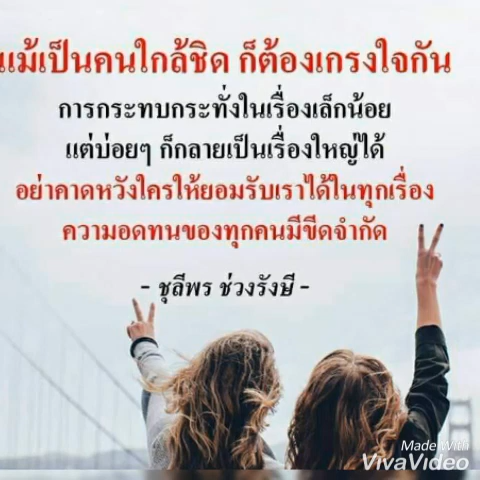 แม้เป็นคนใกล้ชิด ก็ต้องเกรงใจกัน
การกระทบกระทั่งในเรื่องเล็กน้อย
แต่บ่อยๆ ก็กลายเป็นเรื่องใหญ่ได้
อย่าคาดหวังใครให้ยอมรับเราได้ในทุกเรื่อง
ความอดทนของทุกคนมีขีดจำกัด
- ชุลีพร ช่วงรังษี -
Made With
VivaVideo